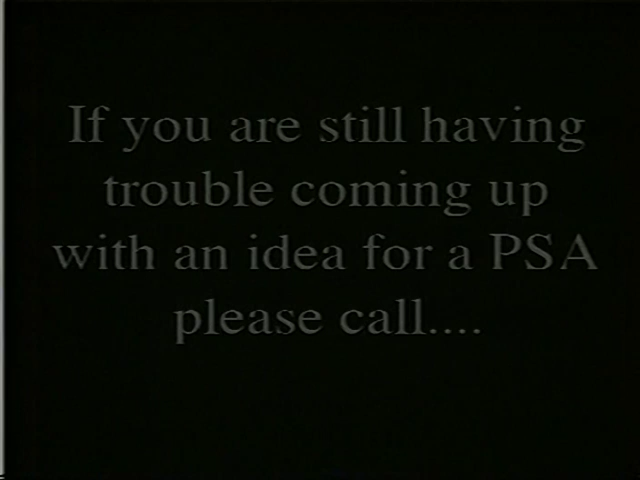 If you are still having
trouble coming up
with an idea for a PSA
please call....